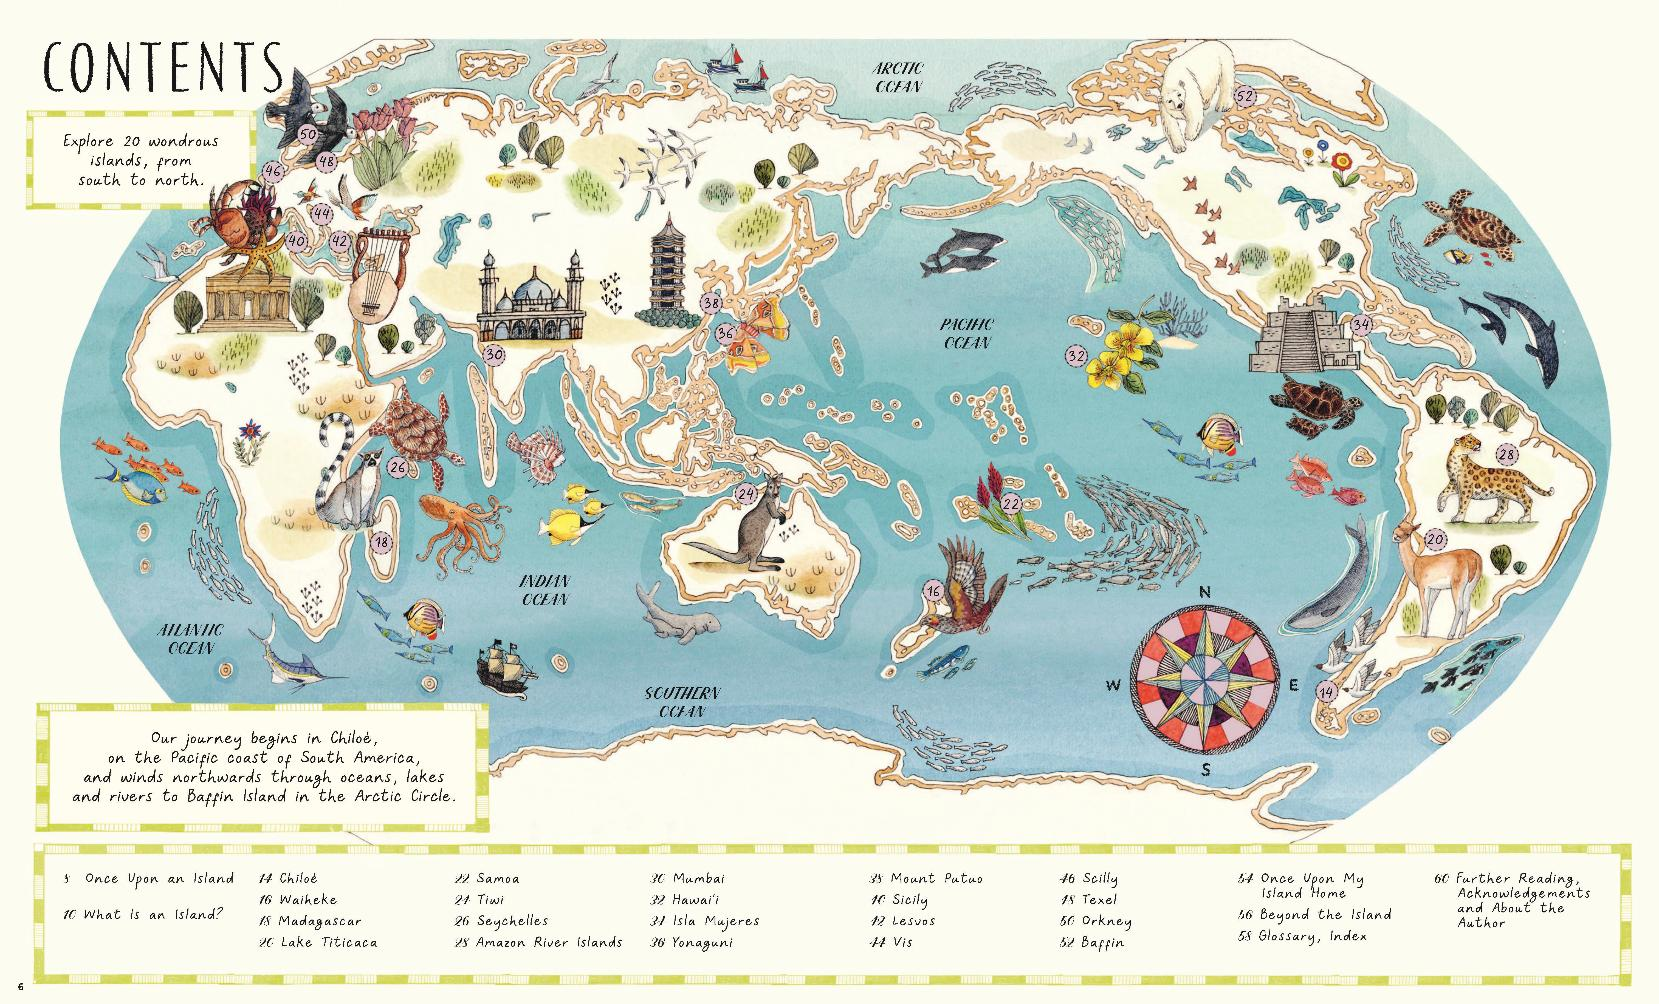 CONTENTS
Explore 20 wondrous
islands, from
south to north.
ARCTIC
OCEAN
52
50
48
46
44
40
42
38
36
30
PACIFIC
OCEAN
32
34
26
28
24
22
18
20
INDIAN
OCEAN
16
N
ATLANTIC
OCEAN
W
E
14
SOUTHERN
OCEAN
S
Our journey begins in Chiloé,
on the Pacific coast of South America,
and winds northwards through oceans, lakes
and rivers to Baffin Island in the Arctic Circle.
8 Once Upon an Island
10 What Is an Island?
14 Chiloé
16 Waiheke
18 Madagascar
20 Lake Titicaca
22 Samoa
24 Tiwi
26 Seychelles
28 Amazon River Islands
30 Mumbai
32 Hawai'i
34 Isla Mujeres
36 Yonaguni
38 Mount Putuo
40 Sicily
42 Lesvos
44 Vis
46 Scilly
48 Texel
50 Orkney
52 Baffin
54 Once Upon My
Island Home
56 Beyond the Island
58 Glossary, Index
60 Further Reading,
Acknowledgements
and About the
Author
6